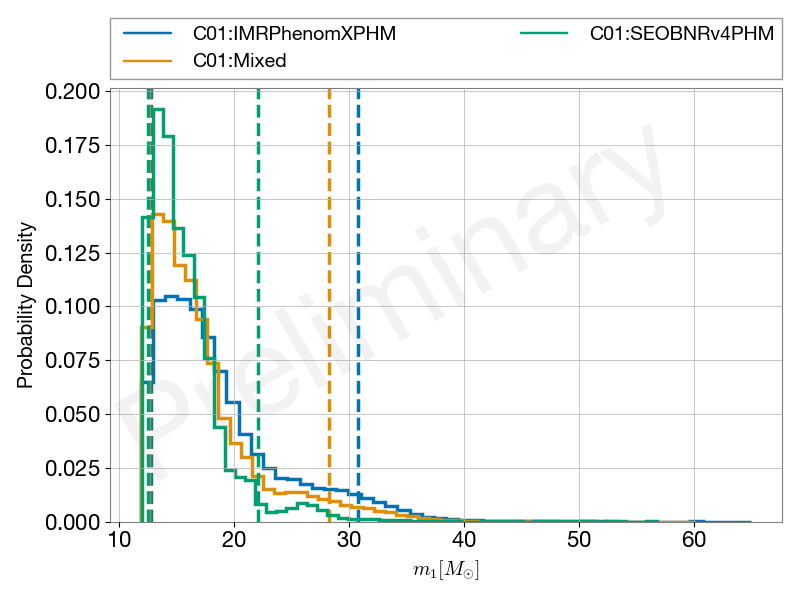 C01:IMRPhenomXPHM C01:SEOBNRv4PHM
C01:Mixed
0.200
0.175
0.150
0.125
0.100
0.075
0.050
0.025
0.000
Probability Density
Preliminary
10 20 30 40 50 60
m₁[M⊙]